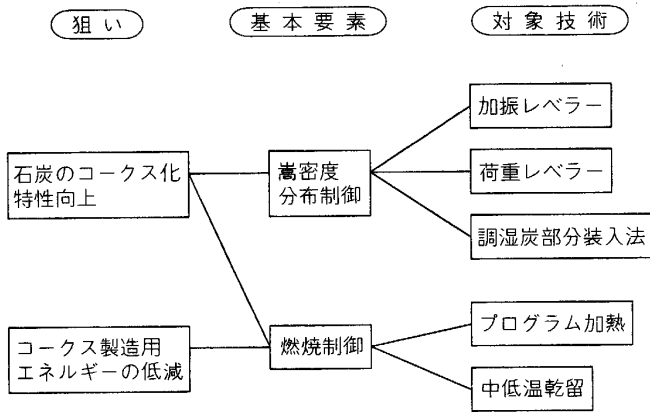 狙い
基本要素
対象技術
加振レベラー
石炭のコークス化
特性向上
嵩密度
分布制御
荷重レベラー
調湿炭部分装入法
コークス製造用
エネルギーの低減
燃焼制御
プログラム加熱
中低温乾留